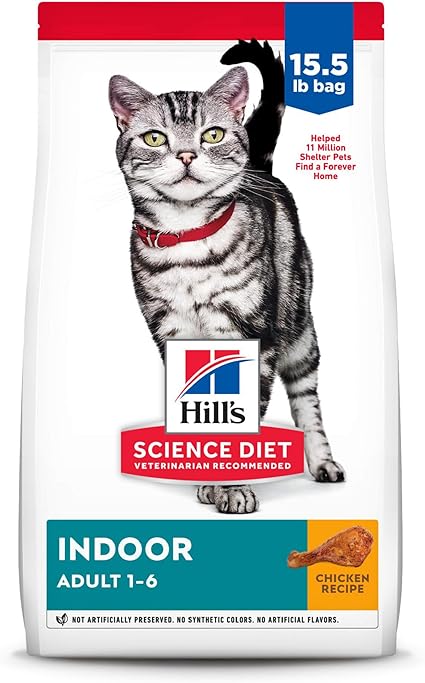 15.5
lb bag
Helped
11 Million
Shelter Pets
Find a Forever
Home
Hill's
SCIENCE DIET
VETERINARIAN RECOMMENDED
INDOOR
ADULT 1-6
CHICKEN
RECIPE
NOT ARTIFICIALLY PRESERVED. NO SYNTHETIC COLORS. NO ARTIFICIAL FLAVORS.